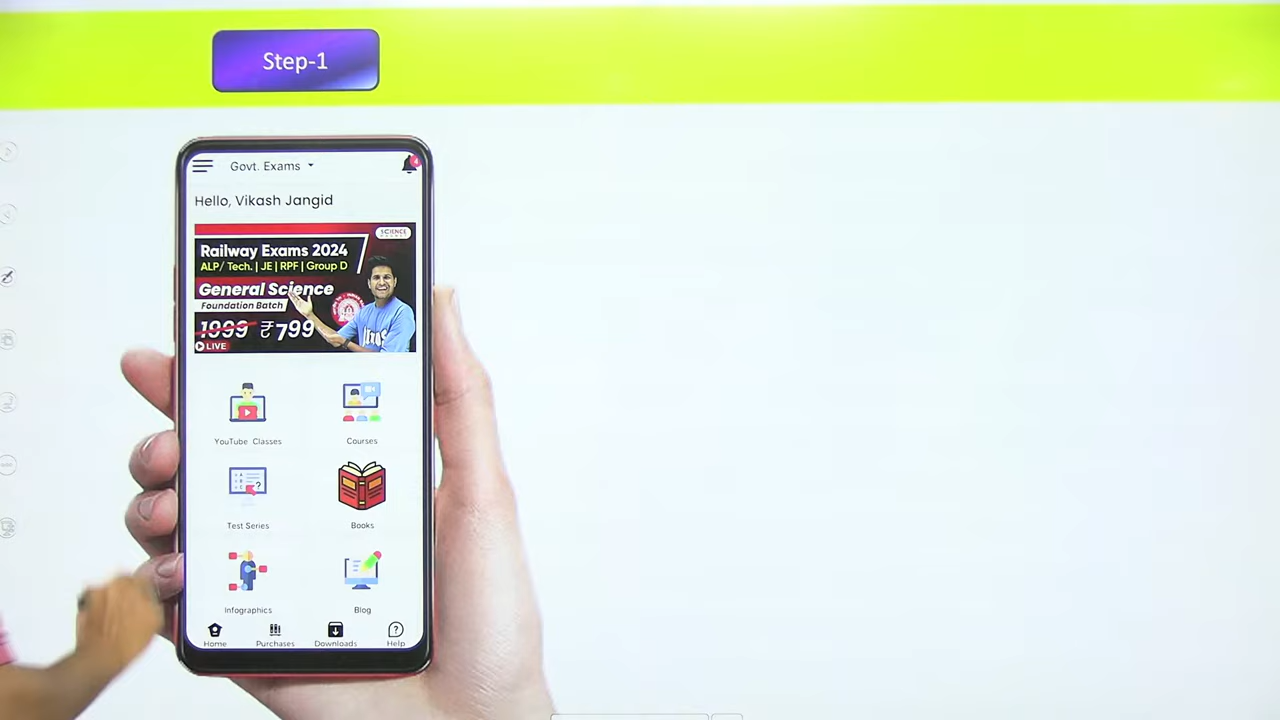 Step-1
Govt. Exams
4
Hello, Vikash Jangid
SCIENCE
Railway Exams 2024
ALP/ Tech. | JE | RPF | Group D
General Science
Foundation Batch
1999 ₹799
LIVE
YouTube Classes
Courses
Test Series
Books
Infographics
Blog
Home
Purchases
Downloads
Help